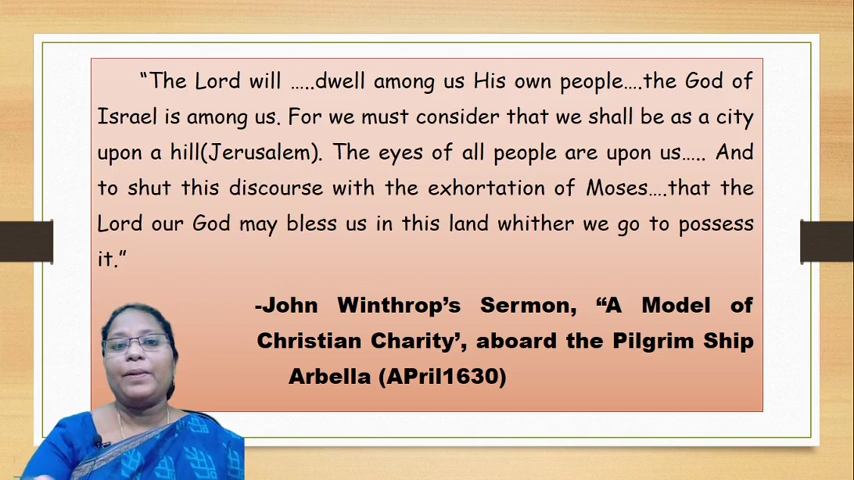 “The Lord will …..dwell among us His own people….the God of
Israel is among us. For we must consider that we shall be as a city
upon a hill(Jerusalem). The eyes of all people are upon us….. And
to shut this discourse with the exhortation of Moses….that the
Lord our God may bless us in this land whither we go to possess
it.”
-John Winthrop’s Sermon, “A Model of
Christian Charity’, aboard the Pilgrim Ship
Arbella (APril1630)